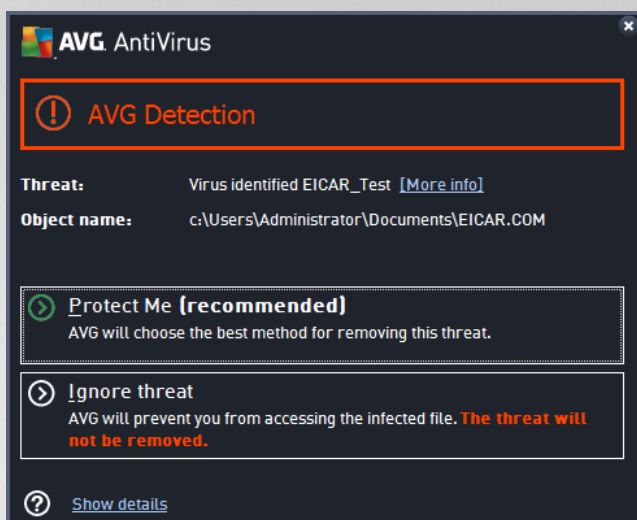 AVG. AntiVirus
AVG Detection
Threat: Virus identified EICAR_Test [More info]
Object name: c:\Users\Administrator\Documents\EICAR.COM
Protect Me (recommended)
AVG will choose the best method for removing this threat.
Ignore threat
AVG will prevent you from accessing the infected file. The threat will
not be removed.
Show details